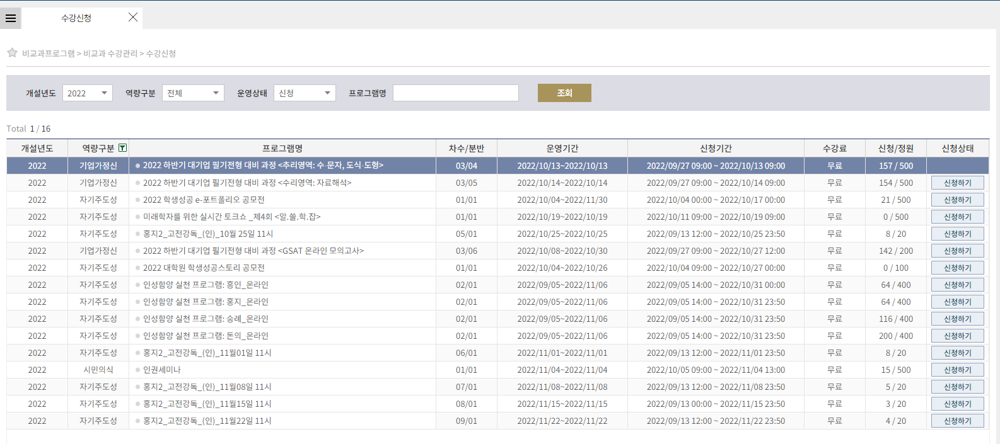 수강신청
비교과프로그램 > 비교과 수강관리 > 수강신청
개설년도 2022 역량구분 전체 운영상태 신청 프로그램명 조회
Total 1 / 16
개설년도 역량구분 프로그램명 차수/분반 운영기간 신청기간 수강료 신청/정원 신청상태
2022 기업가정신 2022 하반기 대기업 필기전형 대비 과정 <추리영역: 수·문자, 도식·도형> 03/04 2022/10/13~2022/10/13 2022/09/27 09:00 ~ 2022/10/13 09:00 무료 157 / 500
2022 기업가정신 2022 하반기 대기업 필기전형 대비 과정 <수리영역: 자료해석> 03/05 2022/10/14~2022/10/14 2022/09/27 09:00 ~ 2022/10/14 09:00 무료 154 / 500 신청하기
2022 자기주도성 2022 학생성공 e-포트폴리오 공모전 01/01 2022/10/04~2022/11/30 2022/10/04 00:00 ~ 2022/10/17 00:00 무료 21 / 500 신청하기
2022 자기주도성 미래학자를 위한 실시간 토크쇼 _제4회 <알.쓸.학.잡> 01/01 2022/10/19~2022/10/19 2022/10/11 09:00 ~ 2022/10/19 09:00 무료 0 / 500 신청하기
2022 자기주도성 홍지2_고전강독_(인)_10월 25일 11시 05/01 2022/10/25~2022/10/25 2022/09/13 12:00 ~ 2022/10/25 23:50 무료 8 / 20 신청하기
2022 기업가정신 2022 하반기 대기업 필기전형 대비 과정 <GSAT 온라인 모의고사> 03/06 2022/10/08~2022/10/30 2022/09/27 09:00 ~ 2022/10/27 12:00 무료 142 / 200 신청하기
2022 자기주도성 2022 대학원 학생성공스토리 공모전 01/01 2022/10/04~2022/10/26 2022/10/04 09:00 ~ 2022/10/27 00:00 무료 0 / 100 신청하기
2022 자기주도성 인성함양 실천 프로그램: 흥인_온라인 02/01 2022/09/05~2022/11/06 2022/09/05 14:00 ~ 2022/10/31 00:00 무료 64 / 400 신청하기
2022 자기주도성 인성함양 실천 프로그램: 홍지_온라인 02/01 2022/09/05~2022/11/06 2022/09/05 14:00 ~ 2022/10/31 23:50 무료 64 / 400 신청하기
2022 자기주도성 인성함양 실천 프로그램: 숭례_온라인 02/01 2022/09/05~2022/11/06 2022/09/05 14:00 ~ 2022/10/31 23:50 무료 116 / 400 신청하기
2022 자기주도성 인성함양 실천 프로그램: 돈의_온라인 02/01 2022/09/05~2022/11/06 2022/09/05 14:00 ~ 2022/10/31 23:50 무료 200 / 400 신청하기
2022 자기주도성 홍지2_고전강독_(인)_11월01일 11시 06/01 2022/11/01~2022/11/01 2022/09/13 12:00 ~ 2022/11/01 23:50 무료 8 / 20 신청하기
2022 시민의식 인권세미나 01/01 2022/11/04~2022/11/04 2022/10/05 09:00 ~ 2022/11/04 13:00 무료 15 / 500 신청하기
2022 자기주도성 홍지2_고전강독_(인)_11월08일 11시 07/01 2022/11/08~2022/11/08 2022/09/13 12:00 ~ 2022/11/08 23:50 무료 5 / 20 신청하기
2022 자기주도성 홍지2_고전강독_(인)_11월15일 11시 08/01 2022/11/15~2022/11/15 2022/09/13 00:00 ~ 2022/11/15 23:50 무료 3 / 20 신청하기
2022 자기주도성 홍지2_고전강독_(인)_11월22일 11시 09/01 2022/11/22~2022/11/22 2022/09/13 12:00 ~ 2022/11/22 23:50 무료 4 / 20 신청하기